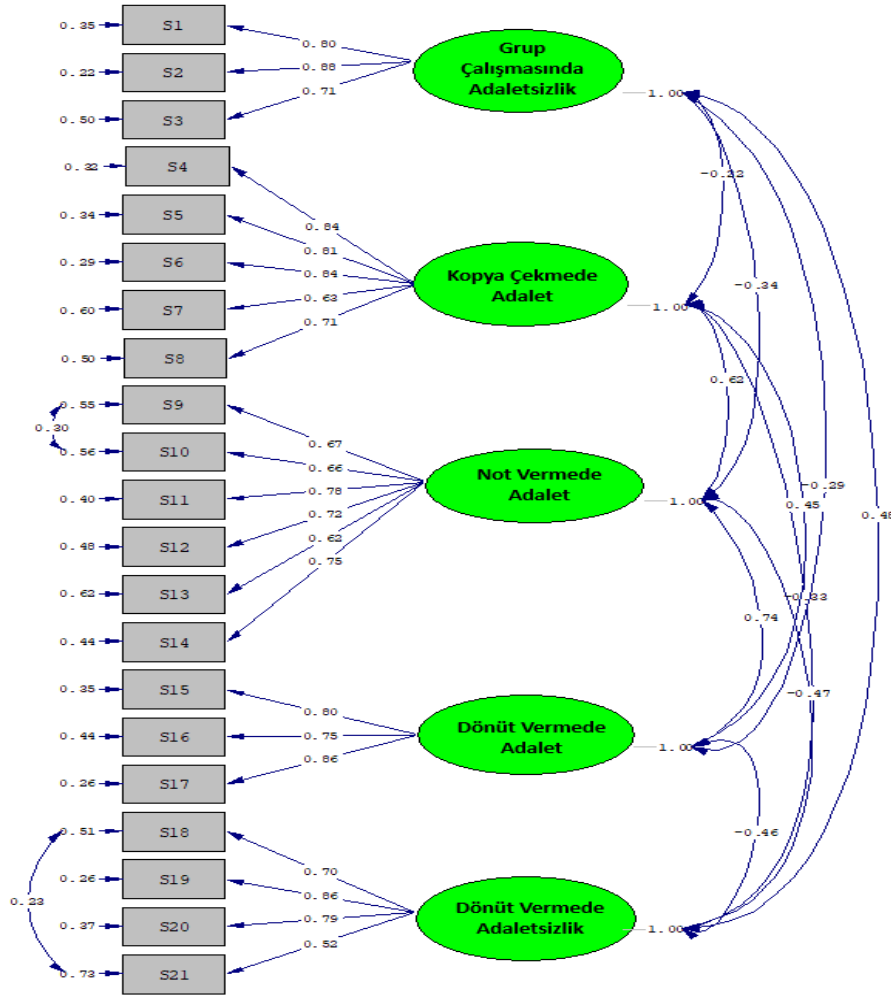 0.35
S1
0.22
S2
0.50
S3
0.32
S4
0.34
S5
0.29
S6
0.60
S7
0.50
S8
0.55
S9
0.30
0.56
S10
0.40
S11
0.48
S12
0.62
S13
0.44
S14
0.35
S15
0.44
S16
0.26
S17
0.51
S18
0.26
S19
0.23
0.37
S20
0.73
S21
0.80
0.88
0.71
0.84
0.81
0.84
0.63
0.71
0.67
0.66
0.78
0.72
0.62
0.75
0.80
0.75
0.86
0.70
0.86
0.79
0.52
Grup
Çalışmasında
Adaletsizlik
1.00
Kopya Çekmede
Adalet
1.00
Not Vermede
Adalet
1.00
Dönüt Vermede
Adalet
1.00
Dönüt Vermede
Adaletsizlik
1.00
-0.34
0.62
-0.29
0.45
0.48
-0.33
0.74
-0.47
-0.46